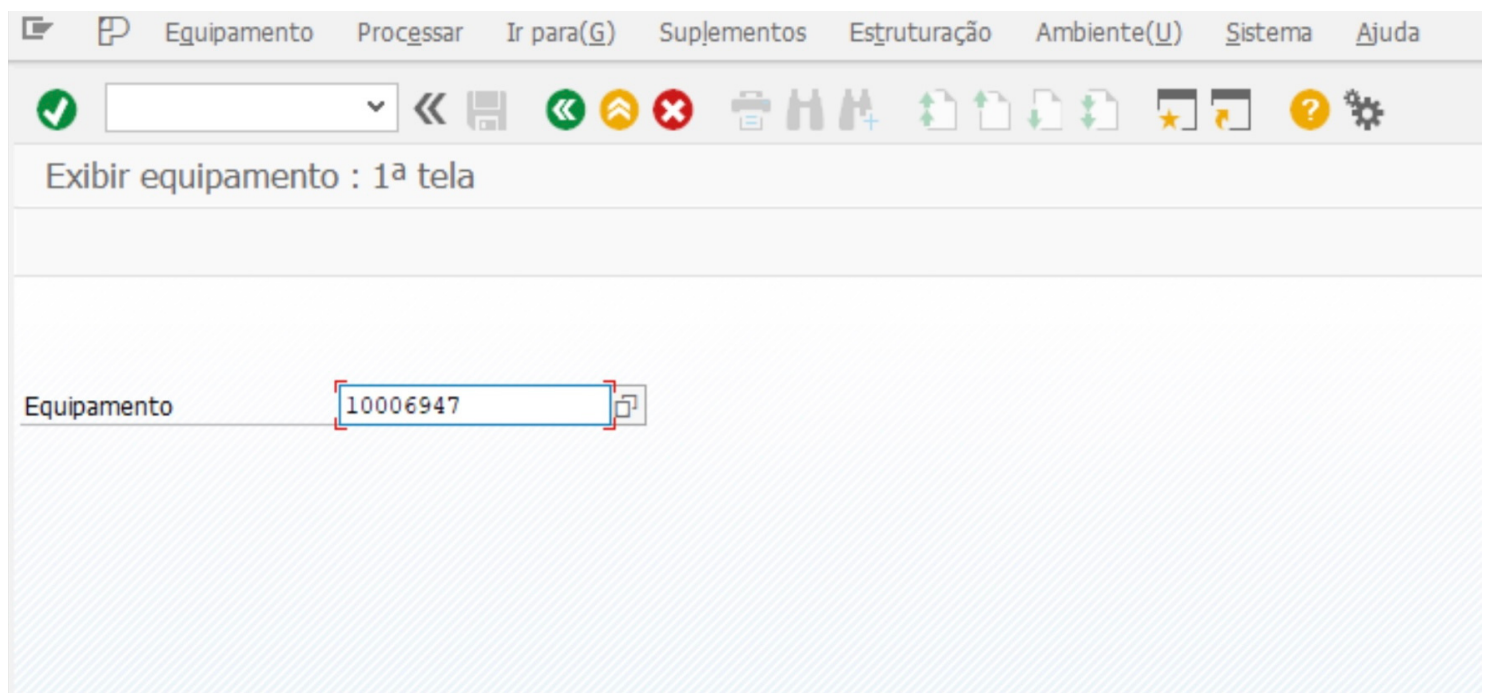 Equipamento Processar Ir para(G) Suplementos Estruturação Ambiente(U) Sistema Ajuda
Exibir equipamento : 1ª tela
Equipamento 10006947